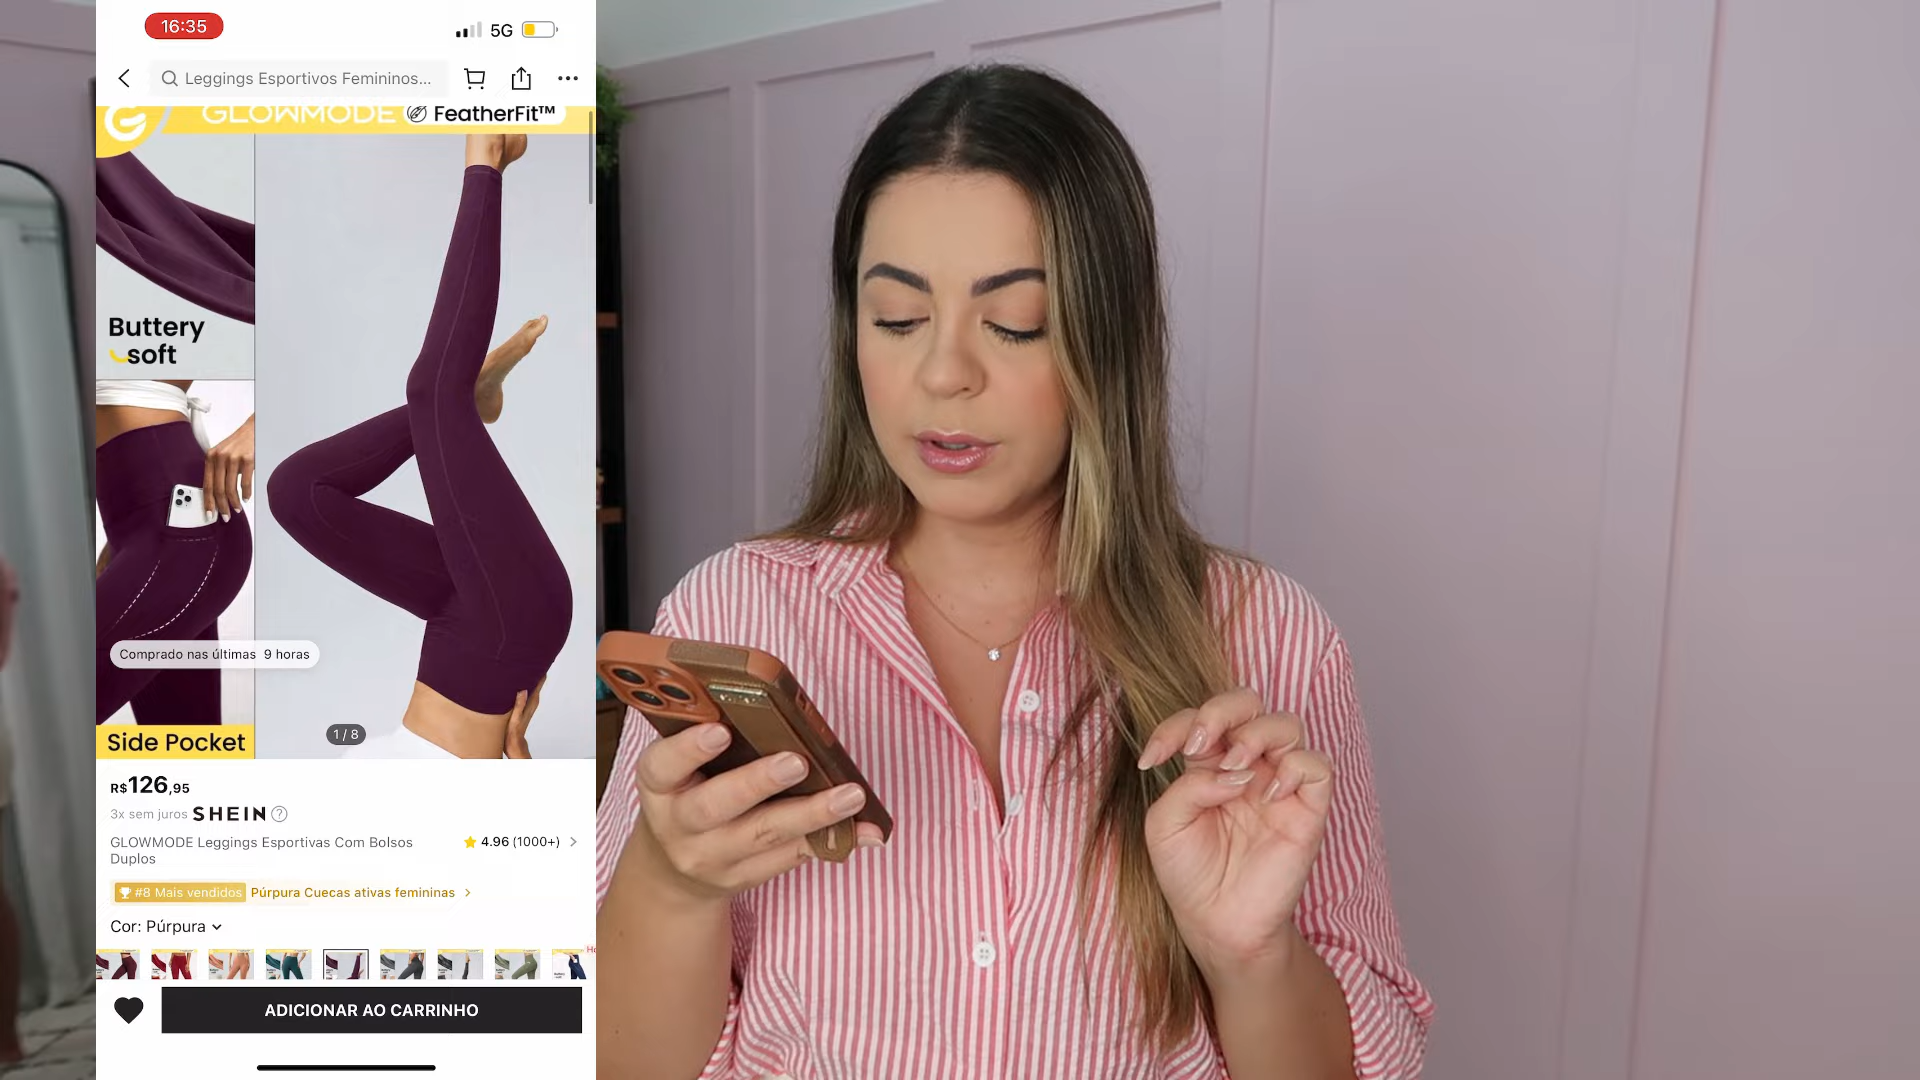 16:35
5G
Leggings Esportivos Femininos...
GLOWMODE FeatherFit™
Buttery
soft
Comprado nas últimas 9 horas
Side Pocket
1 / 8
R$126,95
3x sem juros SHEIN ?
GLOWMODE Leggings Esportivas Com Bolsos
Duplos
4.96 (1000+)
#8 Mais vendidos Púrpura Cuecas ativas femininas
Cor: Púrpura
ADICIONAR AO CARRINHO